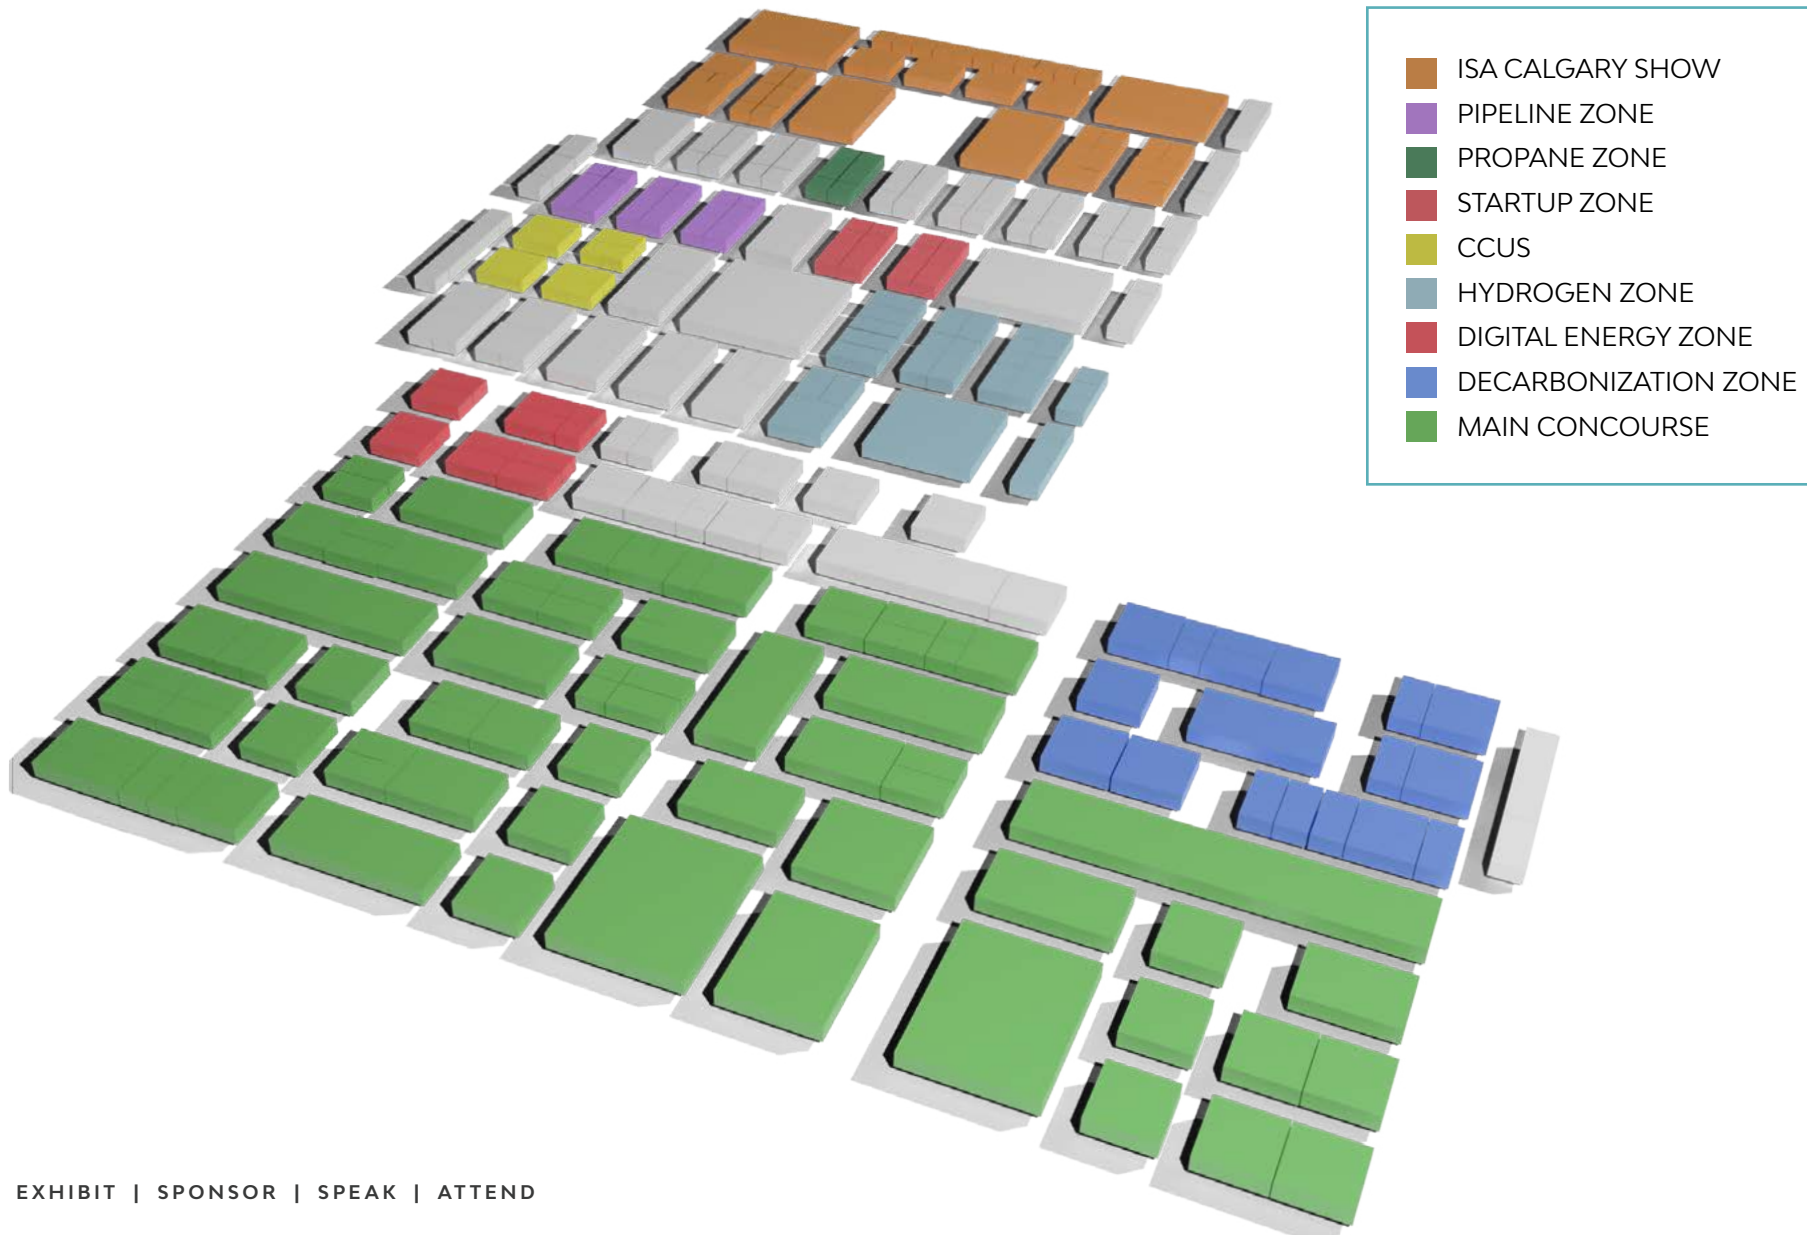 ISA CALGARY SHOW
PIPELINE ZONE
PROPANE ZONE
STARTUP ZONE
CCUS
HYDROGEN ZONE
DIGITAL ENERGY ZONE
DECARBONIZATION ZONE
MAIN CONCOURSE
EXHIBIT | SPONSOR | SPEAK | ATTEND